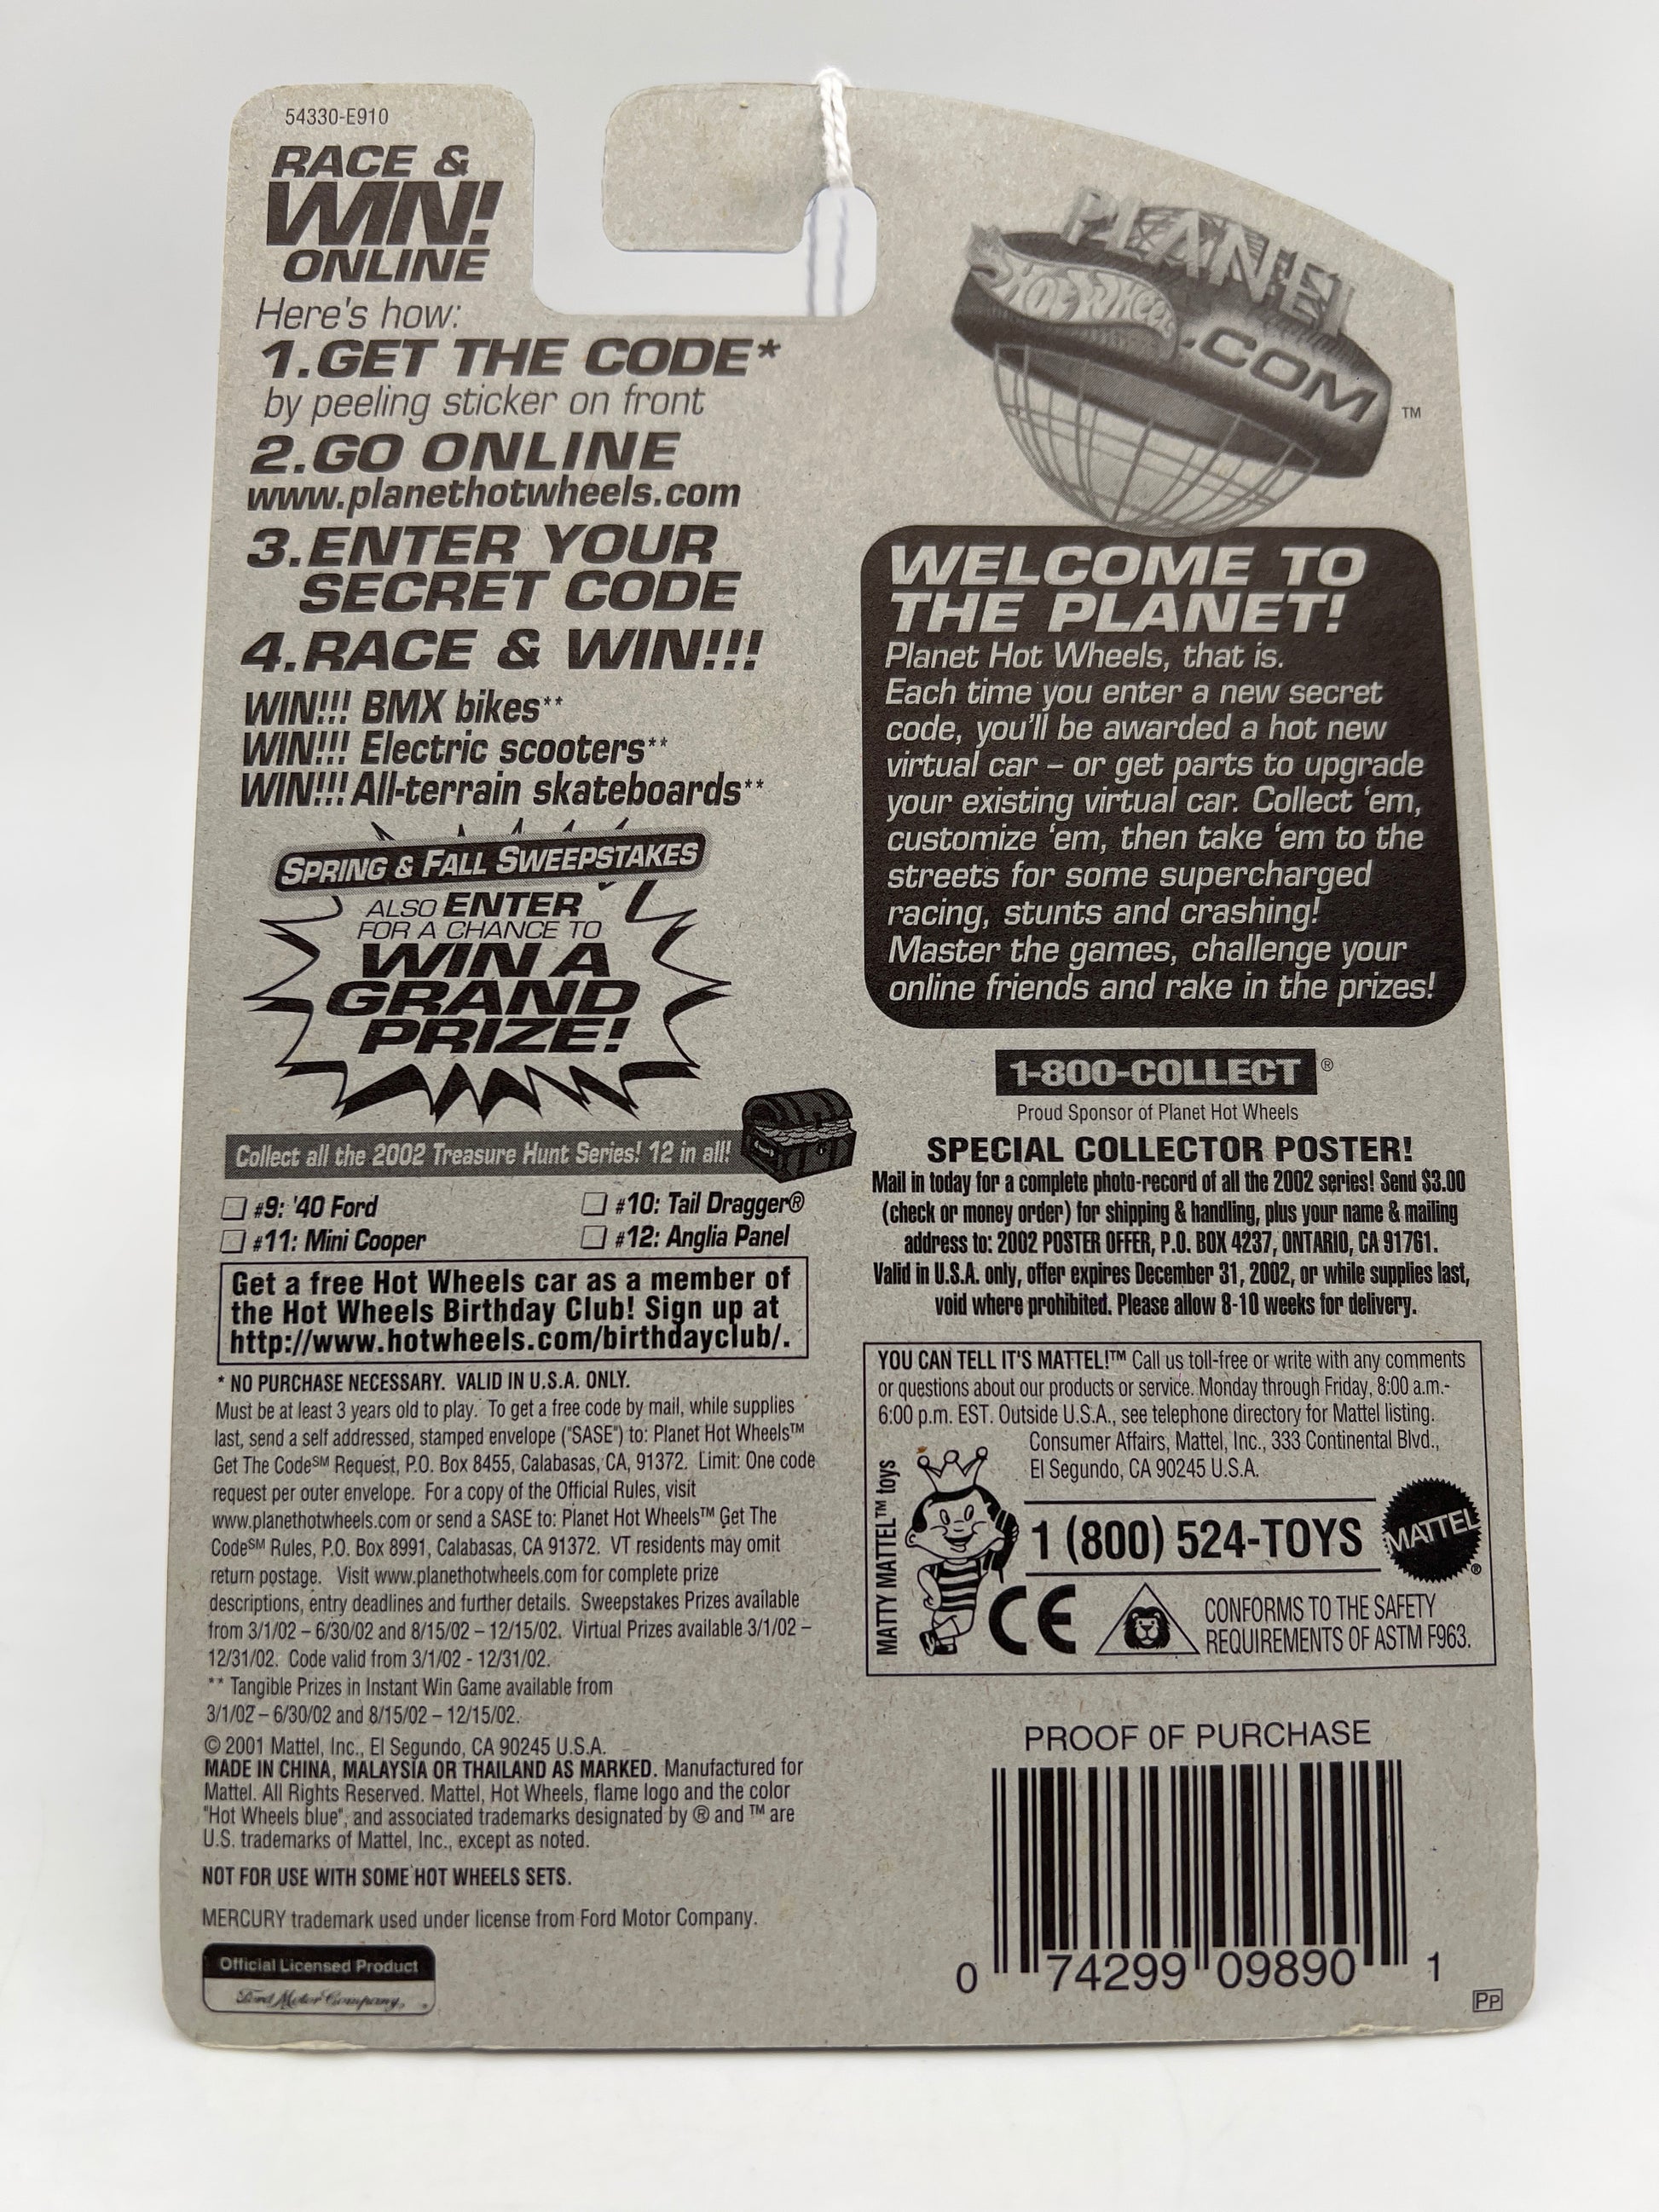 54330-E910
RACE &
WIN!
ONLINE
Here's how:
1.GET THE CODE*
by peeling sticker on front
2.GO ONLINE
www.planethotwheels.com
3.ENTER YOUR
SECRET CODE
4.RACE & WIN!!!
WIN!!! BMX bikes**
WIN!!! Electric scooters**
WIN!!! All-terrain skateboards**
SPRING & FALL SWEEPSTAKES
ALSO ENTER
FOR A CHANCE TO
WIN A
GRAND
PRIZE!
Collect all the 2002 Treasure Hunt Series! 12 in all!
#9: '40 Ford
#10: Tail Dragger®
#11: Mini Cooper
#12: Anglia Panel
Get a free Hot Wheels car as a member of
the Hot Wheels Birthday Club! Sign up at
http://www.hotwheels.com/birthdayclub/.
* NO PURCHASE NECESSARY. VALID IN U.S.A. ONLY.
Must be at least 3 years old to play. To get a free code by mail, while supplies
last, send a self addressed, stamped envelope ("SASE") to: Planet Hot Wheels™
Get The Code℠ Request, P.O. Box 8455, Calabasas, CA, 91372. Limit: One code
request per outer envelope. For a copy of the Official Rules, visit
www.planethotwheels.com or send a SASE to: Planet Hot Wheels™ Get The
Code℠ Rules, P.O. Box 8991, Calabasas, CA 91372. VT residents may omit
return postage. Visit www.planethotwheels.com for complete prize
descriptions, entry deadlines and further details. Sweepstakes Prizes available
from 3/1/02 – 6/30/02 and 8/15/02 – 12/15/02. Virtual Prizes available 3/1/02 –
12/31/02. Code valid from 3/1/02 - 12/31/02.
** Tangible Prizes in Instant Win Game available from
3/1/02 – 6/30/02 and 8/15/02 – 12/15/02.
© 2001 Mattel, Inc., El Segundo, CA 90245 U.S.A.
MADE IN CHINA, MALAYSIA OR THAILAND AS MARKED. Manufactured for
Mattel. All Rights Reserved. Mattel, Hot Wheels, flame logo and the color
"Hot Wheels blue", and associated trademarks designated by ® and ™ are
U.S. trademarks of Mattel, Inc., except as noted.
NOT FOR USE WITH SOME HOT WHEELS SETS.
MERCURY trademark used under license from Ford Motor Company.
Official Licensed Product
Ford Motor Company,
PLANET
HOT WHEELS
.COM ™
WELCOME TO
THE PLANET!
Planet Hot Wheels, that is.
Each time you enter a new secret
code, you'll be awarded a hot new
virtual car – or get parts to upgrade
your existing virtual car. Collect 'em,
customize 'em, then take 'em to the
streets for some supercharged
racing, stunts and crashing!
Master the games, challenge your
online friends and rake in the prizes!
1-800-COLLECT ®
Proud Sponsor of Planet Hot Wheels
SPECIAL COLLECTOR POSTER!
Mail in today for a complete photo-record of all the 2002 series! Send $3.00
(check or money order) for shipping & handling, plus your name & mailing
address to: 2002 POSTER OFFER, P.O. BOX 4237, ONTARIO, CA 91761.
Valid in U.S.A. only, offer expires December 31, 2002, or while supplies last,
void where prohibited. Please allow 8-10 weeks for delivery.
YOU CAN TELL IT'S MATTEL!™ Call us toll-free or write with any comments
or questions about our products or service. Monday through Friday, 8:00 a.m.-
6:00 p.m. EST. Outside U.S.A., see telephone directory for Mattel listing.
Consumer Affairs, Mattel, Inc., 333 Continental Blvd.,
El Segundo, CA 90245 U.S.A.
MATTY MATTEL™ toys
1 (800) 524-TOYS
MATTEL ®
CE
CONFORMS TO THE SAFETY
REQUIREMENTS OF ASTM F963.
PROOF 0F PURCHASE
0 74299 09890 1
PP